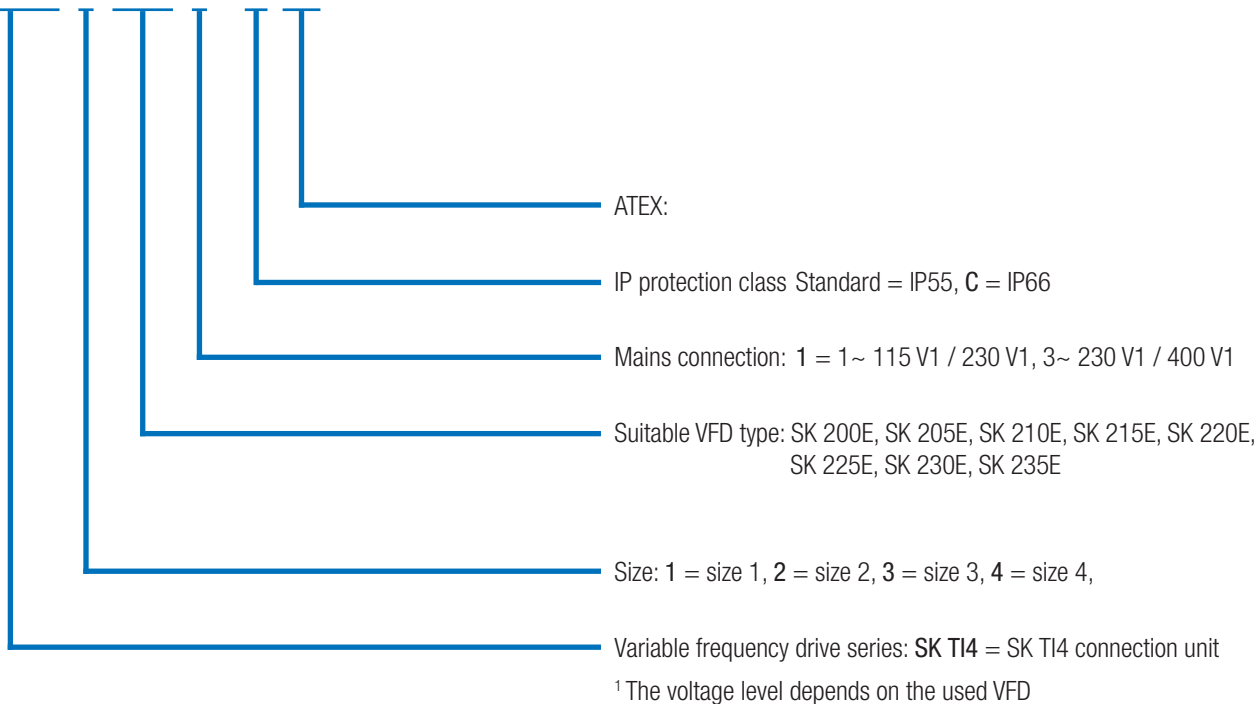 ATEX:
IP protection class Standard = IP55, C = IP66
Mains connection: 1 = 1~ 115 V1 / 230 V1, 3~ 230 V1 / 400 V1
Suitable VFD type: SK 200E, SK 205E, SK 210E, SK 215E, SK 220E,
SK 225E, SK 230E, SK 235E
Size: 1 = size 1, 2 = size 2, 3 = size 3, 4 = size 4,
Variable frequency drive series: SK TI4 = SK TI4 connection unit
¹ The voltage level depends on the used VFD